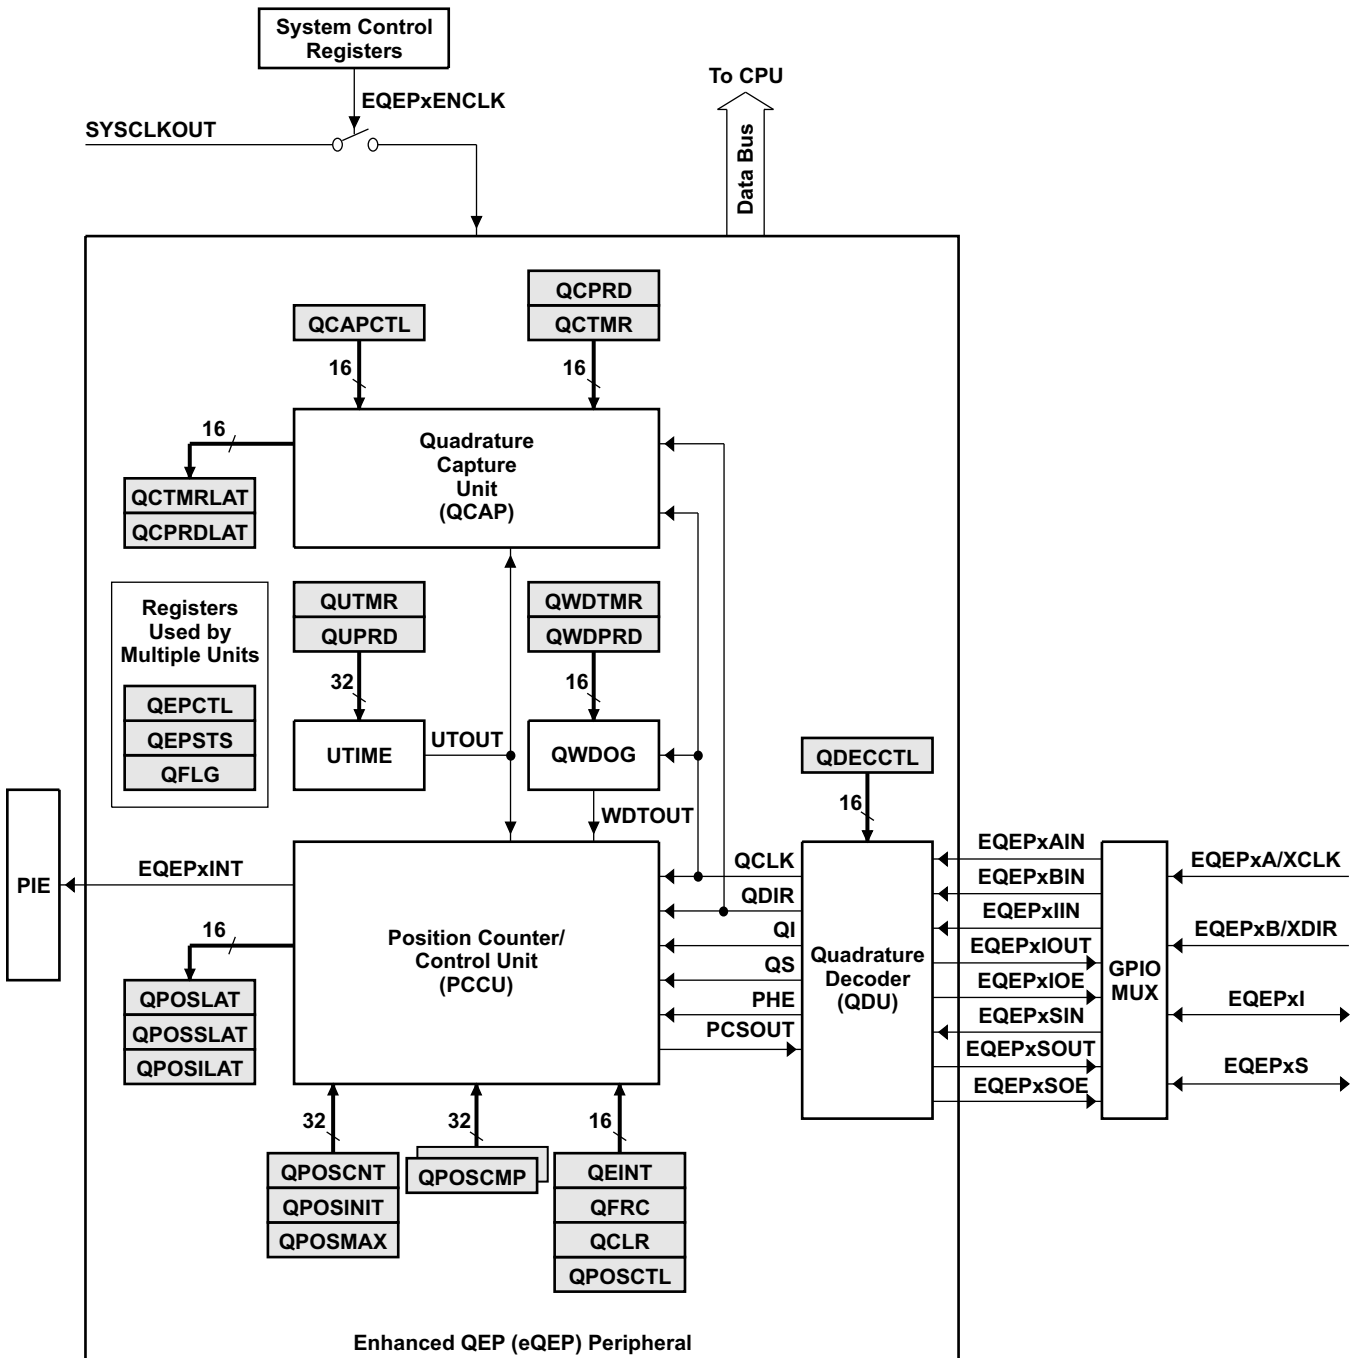 System Control
Registers
To CPU
EQEPxENCLK
SYSCLKOUT
Data Bus
QCPRD
QCAPCTL
QCTMR
16
16
16
Quadrature
Capture
Unit
(QCAP)
QCTMRLAT
QCPRDLAT
Registers
Used by
Multiple Units
QEPCTL
QEPSTS
QFLG
QUTMR
QUPRD
QWDTMR
QWDPRD
32
16
UTIME
UTOUT
QWDOG
QDECCTL
WDTOUT
16
PIE
EQEPxINT
16
Position Counter/
Control Unit
(PCCU)
QCLK
QDIR
QI
QS
PHE
PCSOUT
Quadrature
Decoder
(QDU)
EQEPxAIN
EQEPxBIN
EQEPxIIN
EQEPxIOUT
EQEPxIOE
EQEPxSIN
EQEPxSOUT
EQEPxSOE
GPIO
MUX
EQEPxA/XCLK
EQEPxB/XDIR
EQEPxI
EQEPxS
QPOSLAT
QPOSSLAT
QPOSILAT
32
32
16
QPOSCNT
QPOSINIT
QPOSMAX
QPOSCMP
QEINT
QFRC
QCLR
QPOSCTL
Enhanced QEP (eQEP) Peripheral